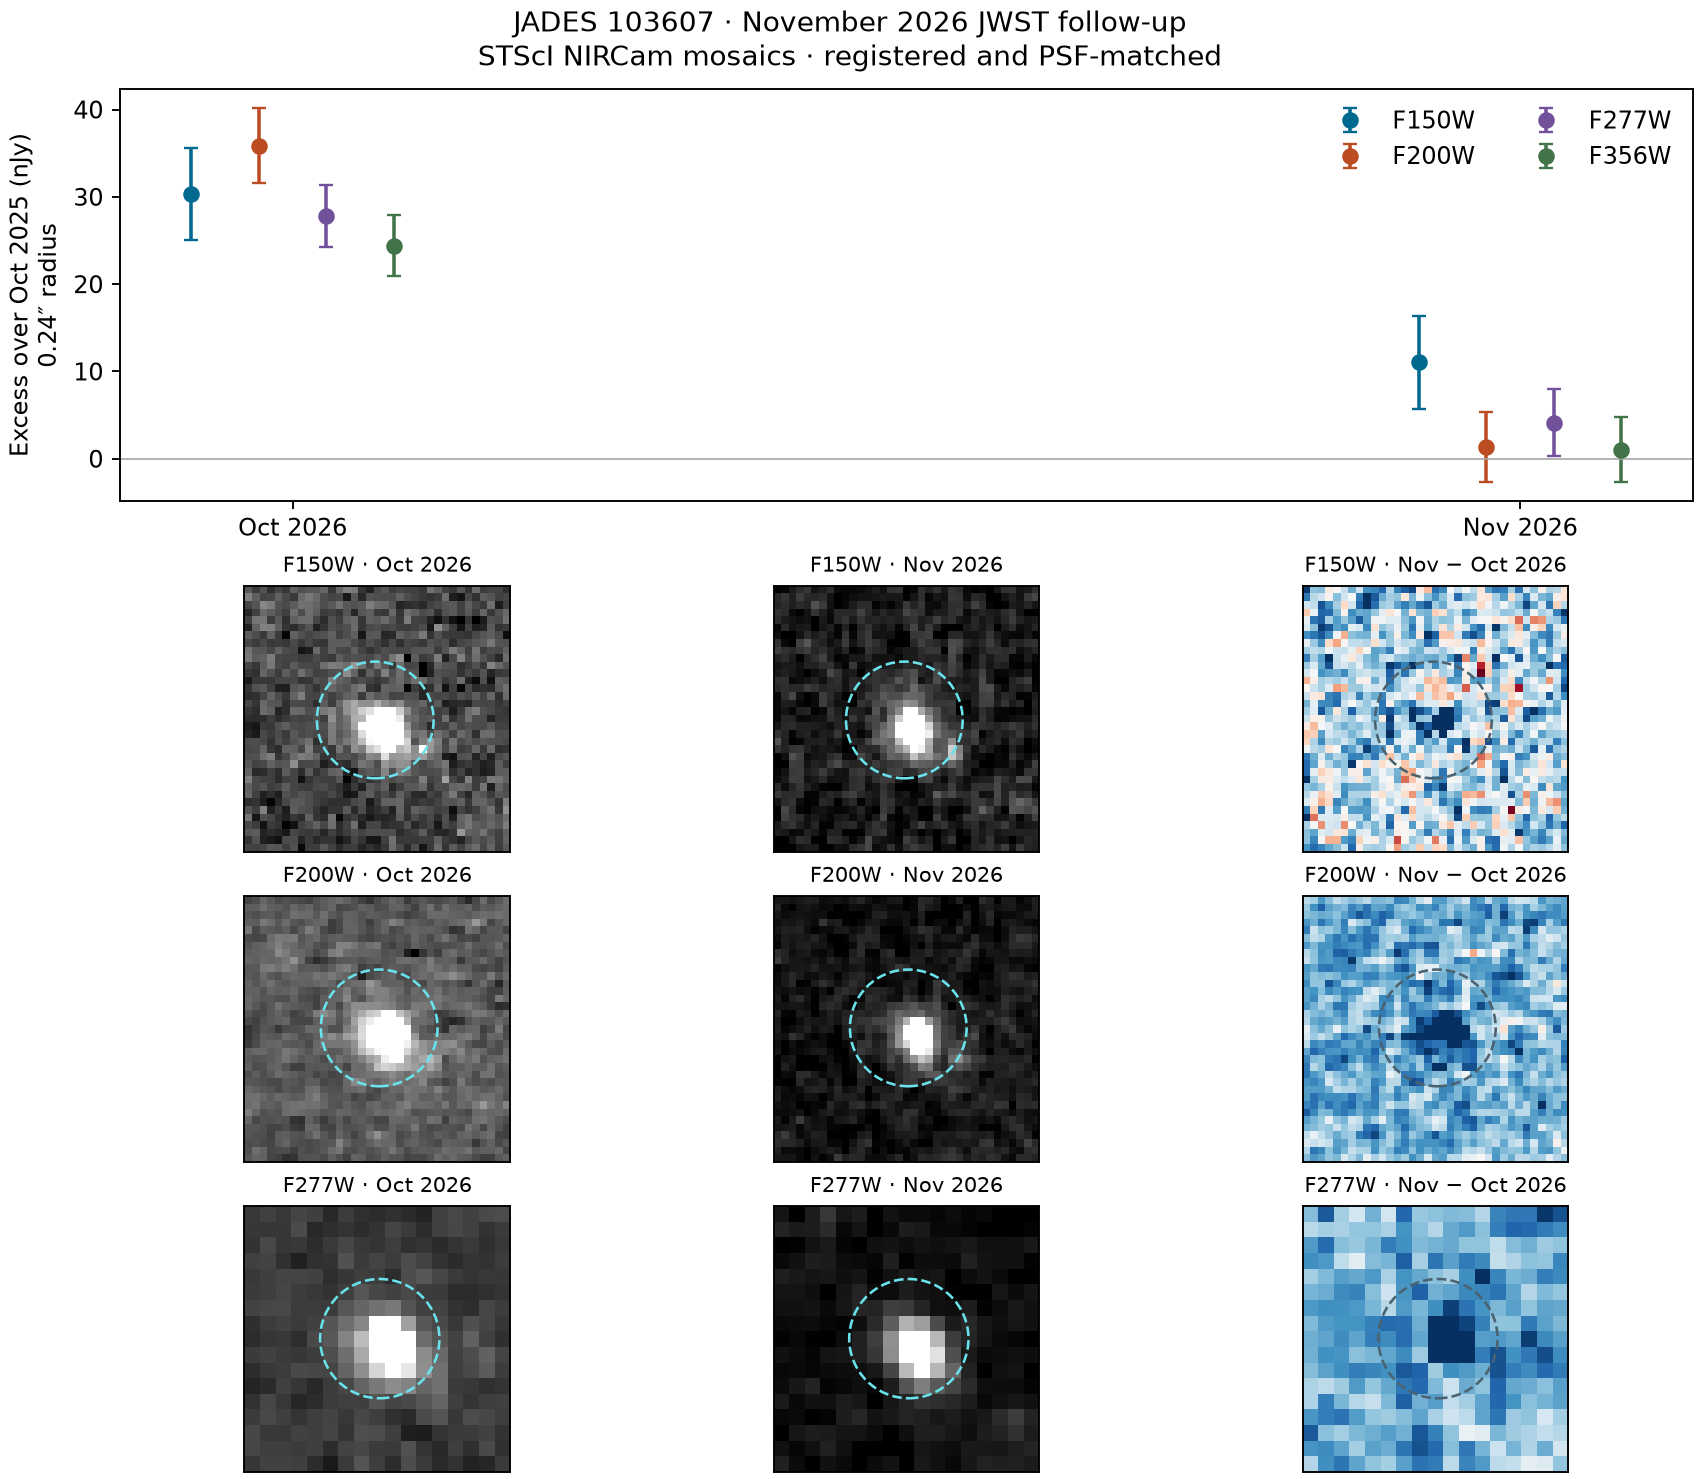 JADES 103607 · November 2026 JWST follow-up
STScI NIRCam mosaics · registered and PSF-matched
Excess over Oct 2025 (nJy)
0.24″ radius
40
30
20
10
0
F150W
F200W
F277W
F356W
Oct 2026
Nov 2026
F150W · Oct 2026
F150W · Nov 2026
F150W · Nov − Oct 2026
F200W · Oct 2026
F200W · Nov 2026
F200W · Nov − Oct 2026
F277W · Oct 2026
F277W · Nov 2026
F277W · Nov − Oct 2026